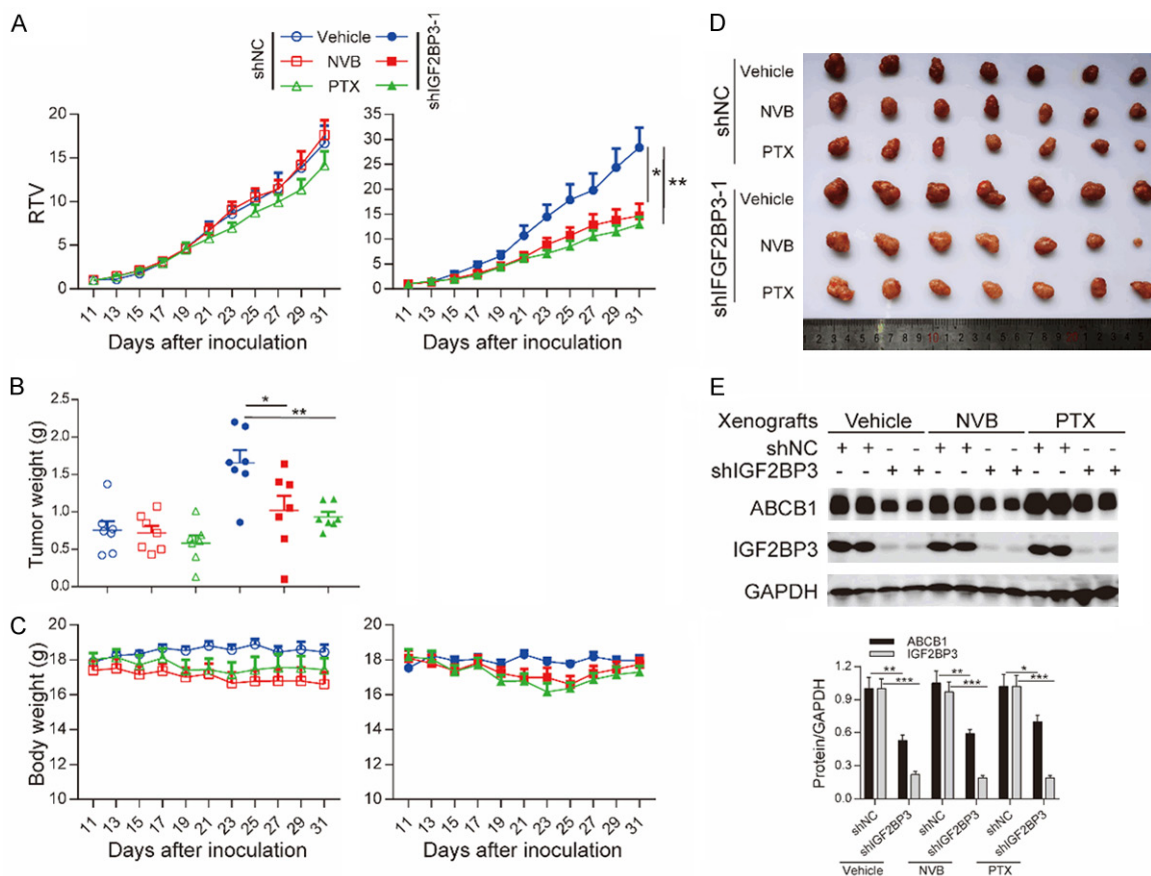 A
shNC
Vehicle
NVB
PTX
shIGF2BP3-1
RTV
20
15
10
5
0
11 13 15 17 19 21 23 25 27 29 31
Days after inoculation
35
30
25
20
15
10
5
0
*
**
11 13 15 17 19 21 23 25 27 29 31
Days after inoculation
B
Tumor weight (g)
2.5
2.0
1.5
1.0
0.5
0.0
*
**
C
Body weight (g)
20
18
16
14
12
10
11 13 15 17 19 21 23 25 27 29 31
Days after inoculation
20
18
16
14
12
10
11 13 15 17 19 21 23 25 27 29 31
Days after inoculation
D
shNC
Vehicle
NVB
PTX
shIFGF2BP3-1
Vehicle
NVB
PTX
E
Xenografts Vehicle NVB PTX
shNC + + - - + + - - + + - -
shIGF2BP3 - - + + - - + + - - + +
ABCB1
IGF2BP3
GAPDH
ABCB1
IGF2BP3
Protein/GAPDH
1.2
0.9
0.6
0.3
0.0
** *** ** *** * ***
shNC shIGF2BP3 shNC shIGF2BP3 shNC shIGF2BP3
Vehicle NVB PTX